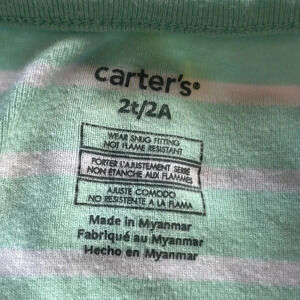 carter's®
2t/2A
WEAR SNUG FITTING
NOT FLAME RESISTANT
PORTER L'AJUSTEMENT SERRÉ
NON ÉTANCHE AUX FLAMMES
AJUSTE COMODO
NO RESISTENTE A LA FLAMA
Made in Myanmar
Fabriqué au Myanmar
Hecho en Myanmar